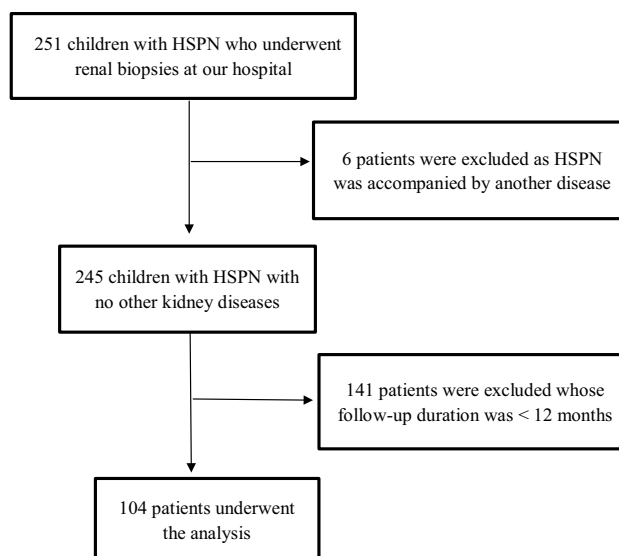 251 children with HSPN who underwent
renal biopsies at our hospital
6 patients were excluded as HSPN
was accompanied by another disease
245 children with HSPN with
no other kidney diseases
141 patients were excluded whose
follow-up duration was < 12 months
104 patients underwent
the analysis